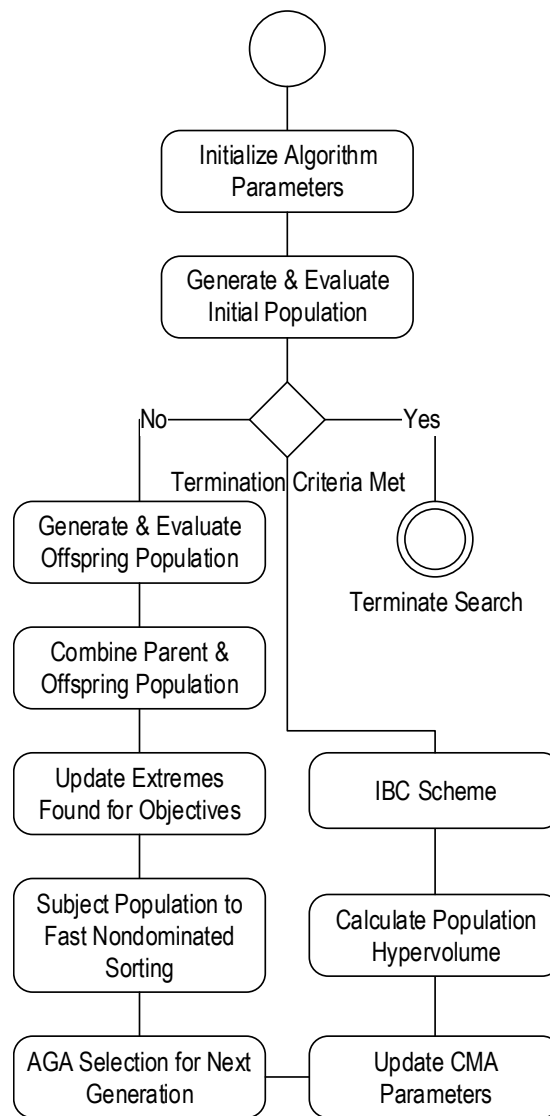 Initialize Algorithm
Parameters
Generate & Evaluate
Initial Population
No
Yes
Termination Criteria Met
Generate & Evaluate
Offspring Population
Terminate Search
Combine Parent &
Offspring Population
Update Extremes
Found for Objectives
IBC Scheme
Subject Population to
Fast Nondominated
Sorting
Calculate Population
Hypervolume
AGA Selection for Next
Generation
Update CMA
Parameters